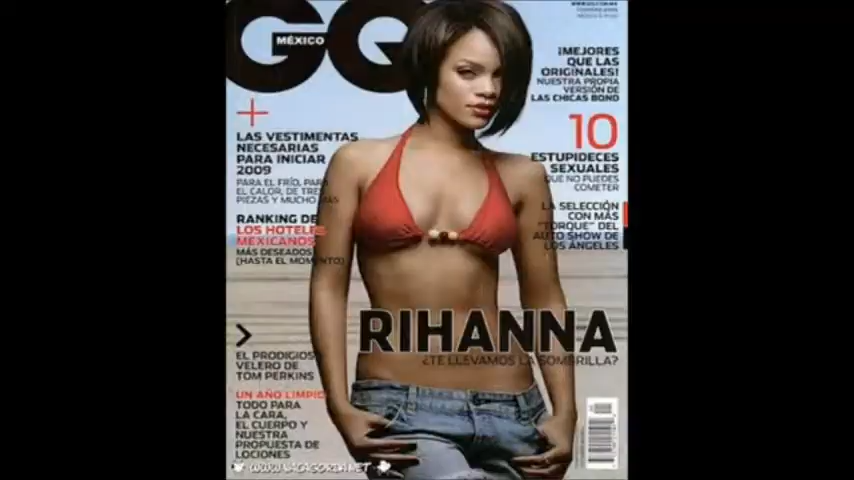 GQ
MÉXICO
¡MEJORES
QUE LAS
ORIGINALES!
NUESTRA PROPIA
VERSIÓN DE
LAS CHICAS BOND
+
LAS VESTIMENTAS
NECESARIAS
PARA INICIAR
2009
PARA EL FRÍO, PARA
EL CALOR, DE TRES
PIEZAS Y MUCHO MÁS
10
ESTUPIDECES
SEXUALES
QUE NO PUEDES
COMETER
LA SELECCIÓN
CON MÁS
"TORQUE" DEL
AUTO SHOW DE
LOS ÁNGELES
RANKING DE
LOS HOTELES
MEXICANOS
MÁS DESEADOS
(HASTA EL MOMENTO)
RIHANNA
¿TE LLEVAMOS LA SOMBRILLA?
EL PRODIGIOSO
VELERO DE
TOM PERKINS
UN AÑO LIMPIO
TODO PARA
LA CARA,
EL CUERPO Y
NUESTRA
PROPUESTA DE
LOCIONES